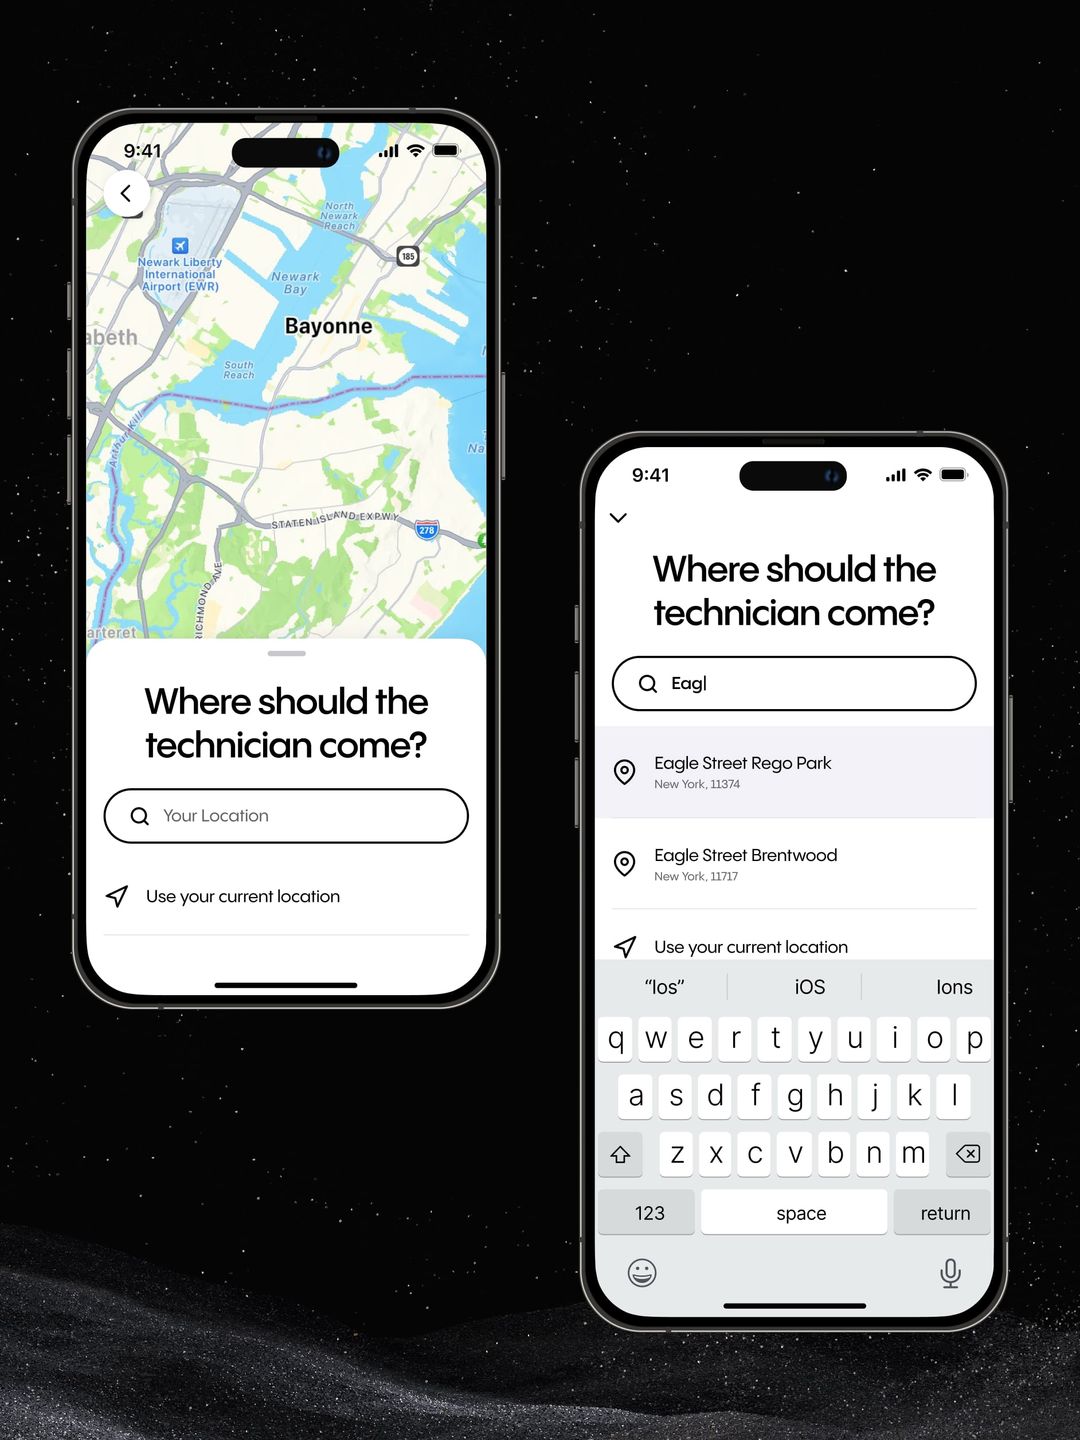 9:41
North
Newark
Reach
185
Newark Liberty
International
Airport (EWR)
Newark
Bay
Bayonne
abeth
South
Reach
Arthur Kill
Na
STATEN ISLAND EXPWY
278
RICHMOND AVE
arteret
Where should the
technician come?
Your Location
Use your current location
9:41
Where should the
technician come?
Eagl
Eagle Street Rego Park
New York, 11374
Eagle Street Brentwood
New York, 11717
Use your current location
“Ios” iOS Ions
q w e r t y u i o p
a s d f g h j k l
z x c v b n m
123 space return